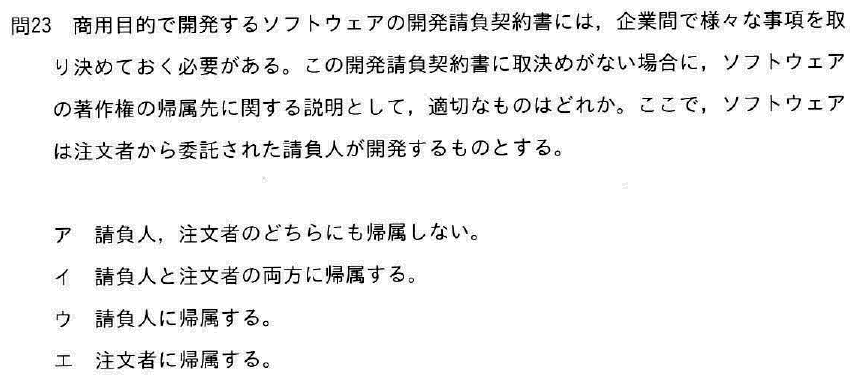 問23 商用目的で開発するソフトウェアの開発請負契約書には，企業間で様々な事項を取
り決めておく必要がある。この開発請負契約書に取決めがない場合に，ソフトウェア
の著作権の帰属先に関する説明として，適切なものはどれか。ここで，ソフトウェア
は注文者から委託された請負人が開発するものとする。
ア 請負人，注文者のどちらにも帰属しない。
イ 請負人と注文者の両方に帰属する。
ウ 請負人に帰属する。
エ 注文者に帰属する。